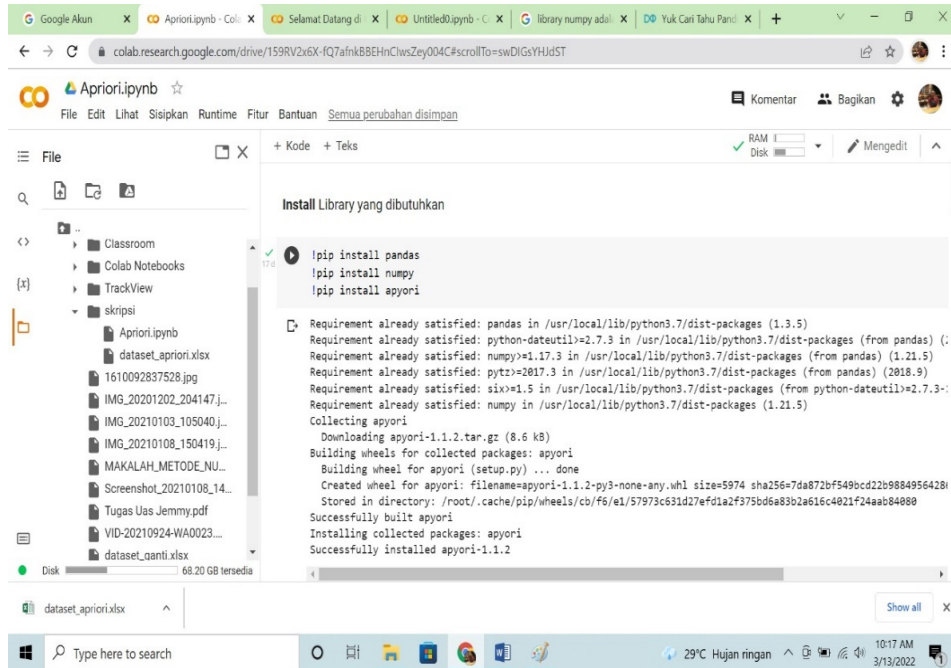 Google Akun
Apriori.ipynb - Cola
Selamat Datang di
Untitled0.ipynb - C
library numpy adal
Yuk Cari Tahu Pand
colab.research.google.com/drive/159RV2x6X-fQ7afnkBBEHnCIwsZey004C#scrollTo=swDIGsYHJdST
Apriori.ipynb
Komentar
Bagikan
File Edit Lihat Sisipkan Runtime Fitur Bantuan Semua perubahan disimpan
File
+ Kode + Teks
RAM
Disk
Mengedit
..
Classroom
Colab Notebooks
TrackView
skripsi
Apriori.ipynb
dataset_apriori.xlsx
1610092837528.jpg
IMG_20201202_204147.j...
IMG_20210103_105040.j...
IMG_20210108_150419.j...
MAKALAH_METODE_NU...
Screenshot_20210108_14...
Tugas Uas Jemmy.pdf
VID-20210924-WA0023....
dataset_ganti.xlsx
Disk 68.20 GB tersedia
Install Library yang dibutuhkan
17 d
!pip install pandas
!pip install numpy
!pip install apyori
Requirement already satisfied: pandas in /usr/local/lib/python3.7/dist-packages (1.3.5)
Requirement already satisfied: python-dateutil>=2.7.3 in /usr/local/lib/python3.7/dist-packages (from pandas) (2
Requirement already satisfied: numpy>=1.17.3 in /usr/local/lib/python3.7/dist-packages (from pandas) (1.21.5)
Requirement already satisfied: pytz>=2017.3 in /usr/local/lib/python3.7/dist-packages (from pandas) (2018.9)
Requirement already satisfied: six>=1.5 in /usr/local/lib/python3.7/dist-packages (from python-dateutil>=2.7.3-
Requirement already satisfied: numpy in /usr/local/lib/python3.7/dist-packages (1.21.5)
Collecting apyori
Downloading apyori-1.1.2.tar.gz (8.6 kB)
Building wheels for collected packages: apyori
Building wheel for apyori (setup.py) ... done
Created wheel for apyori: filename=apyori-1.1.2-py3-none-any.whl size=5974 sha256=7da872bf549bcd22b9884956428
Stored in directory: /root/.cache/pip/wheels/cb/f6/e1/57973c631d27efd1a2f375bd6a83b2a616c4021f24aab84080
Successfully built apyori
Installing collected packages: apyori
Successfully installed apyori-1.1.2
dataset_apriori.xlsx
Show all
Type here to search
29°C Hujan ringan
10:17 AM
3/13/2022